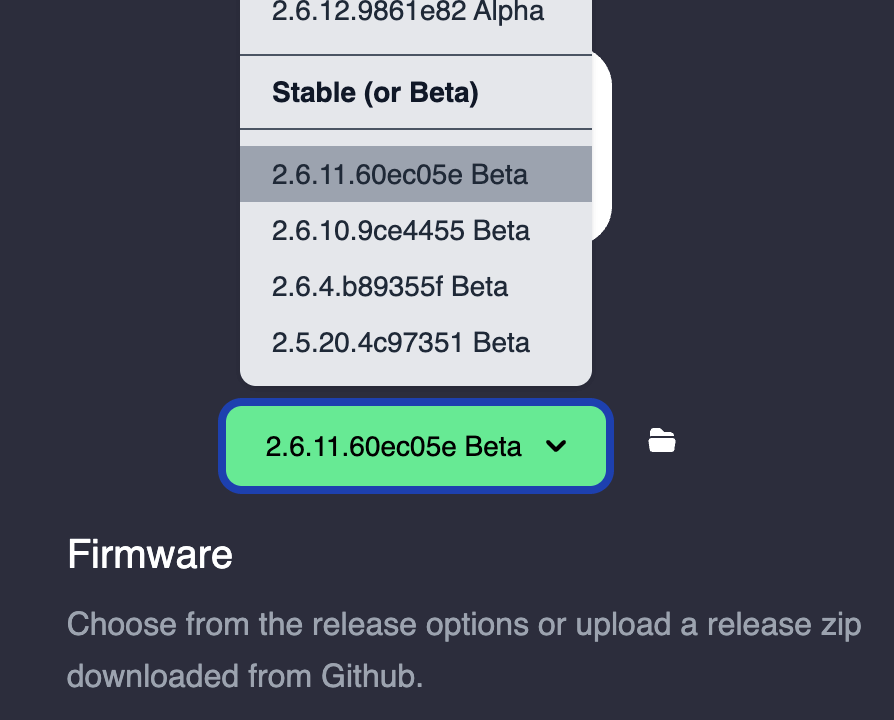 2.6.12.9861e82 Alpha
Stable (or Beta)
2.6.11.60ec05e Beta
2.6.10.9ce4455 Beta
2.6.4.b89355f Beta
2.5.20.4c97351 Beta
2.6.11.60ec05e Beta
Firmware
Choose from the release options or upload a release zip
downloaded from Github.